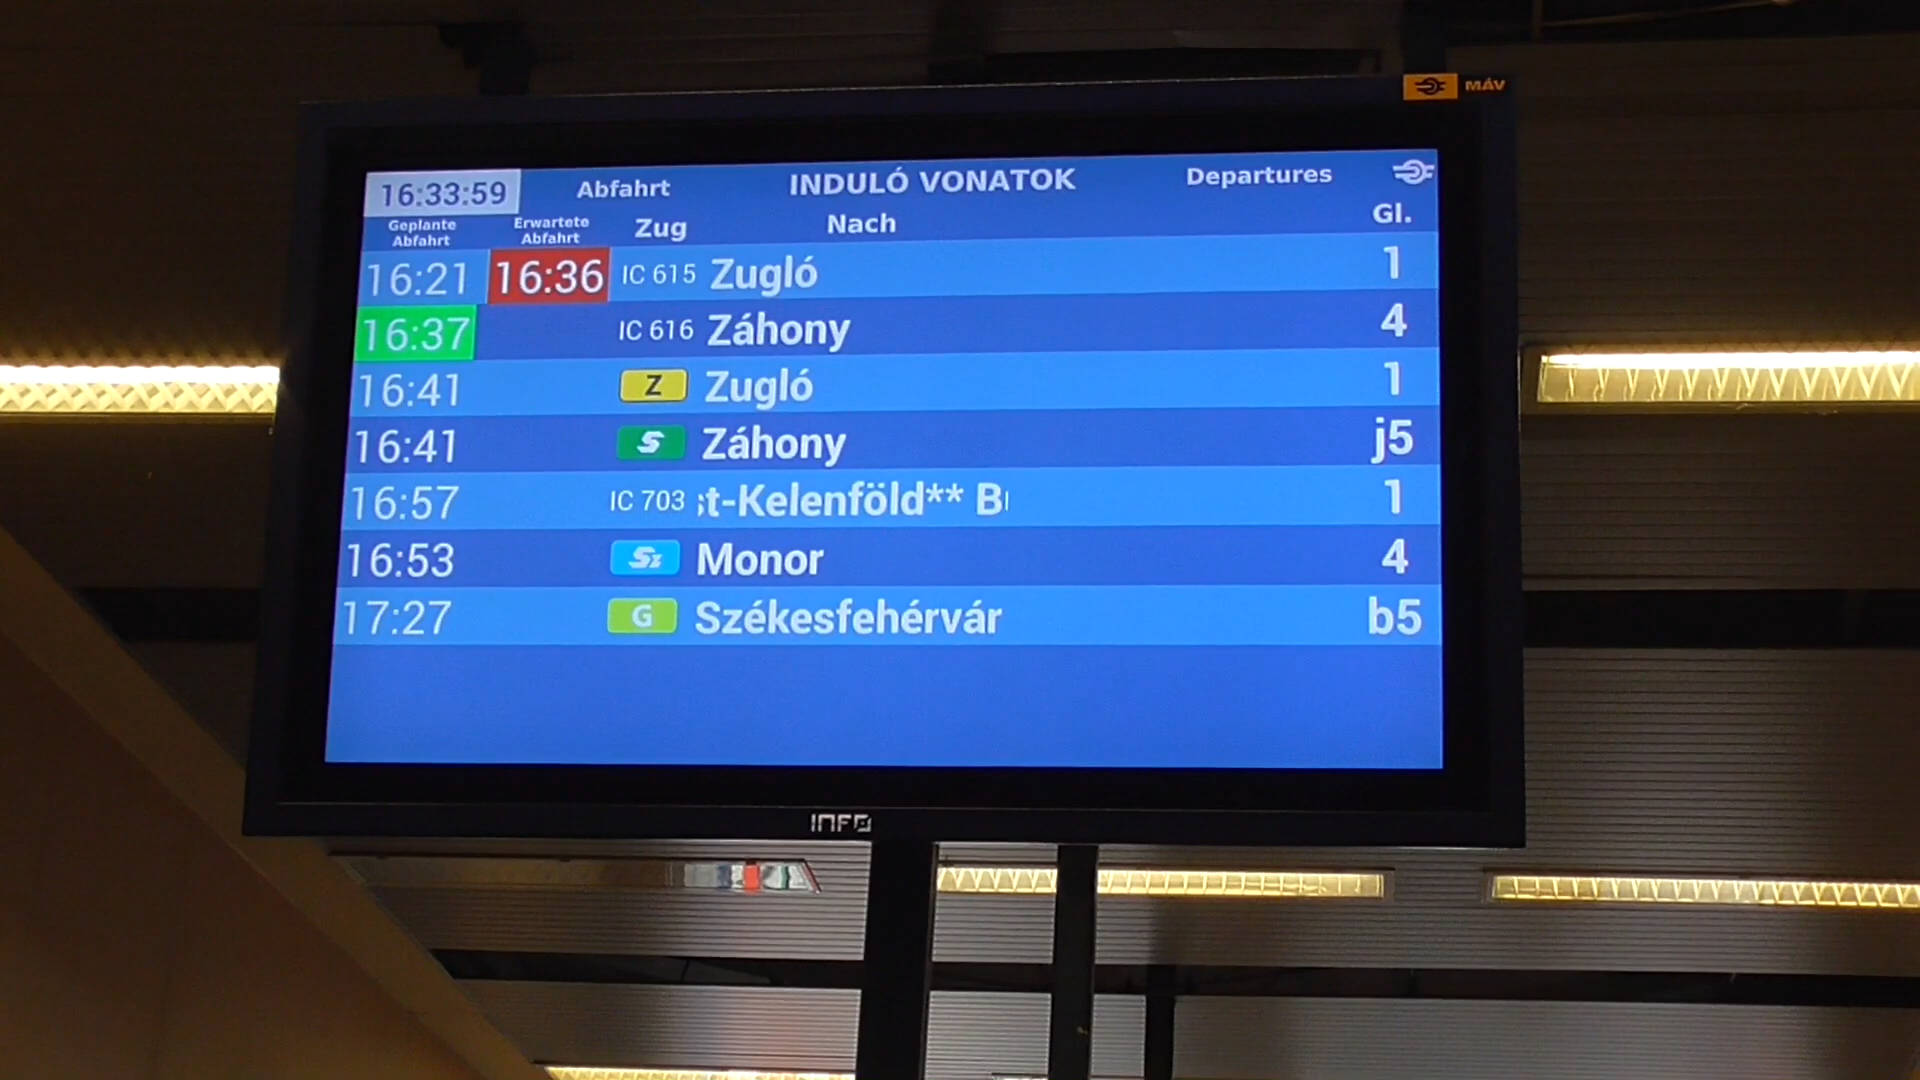 MÁV
16:33:59 Abfahrt INDULÓ VONATOK Departures
Geplante Abfahrt Erwartete Abfahrt Zug Nach Gl.
16:21 16:36 IC 615 Zugló 1
16:37 IC 616 Záhony 4
16:41 Z Zugló 1
16:41 S Záhony j5
16:57 IC 703 t-Kelenföld** B 1
16:53 Sz Monor 4
17:27 G Székesfehérvár b5
INFO